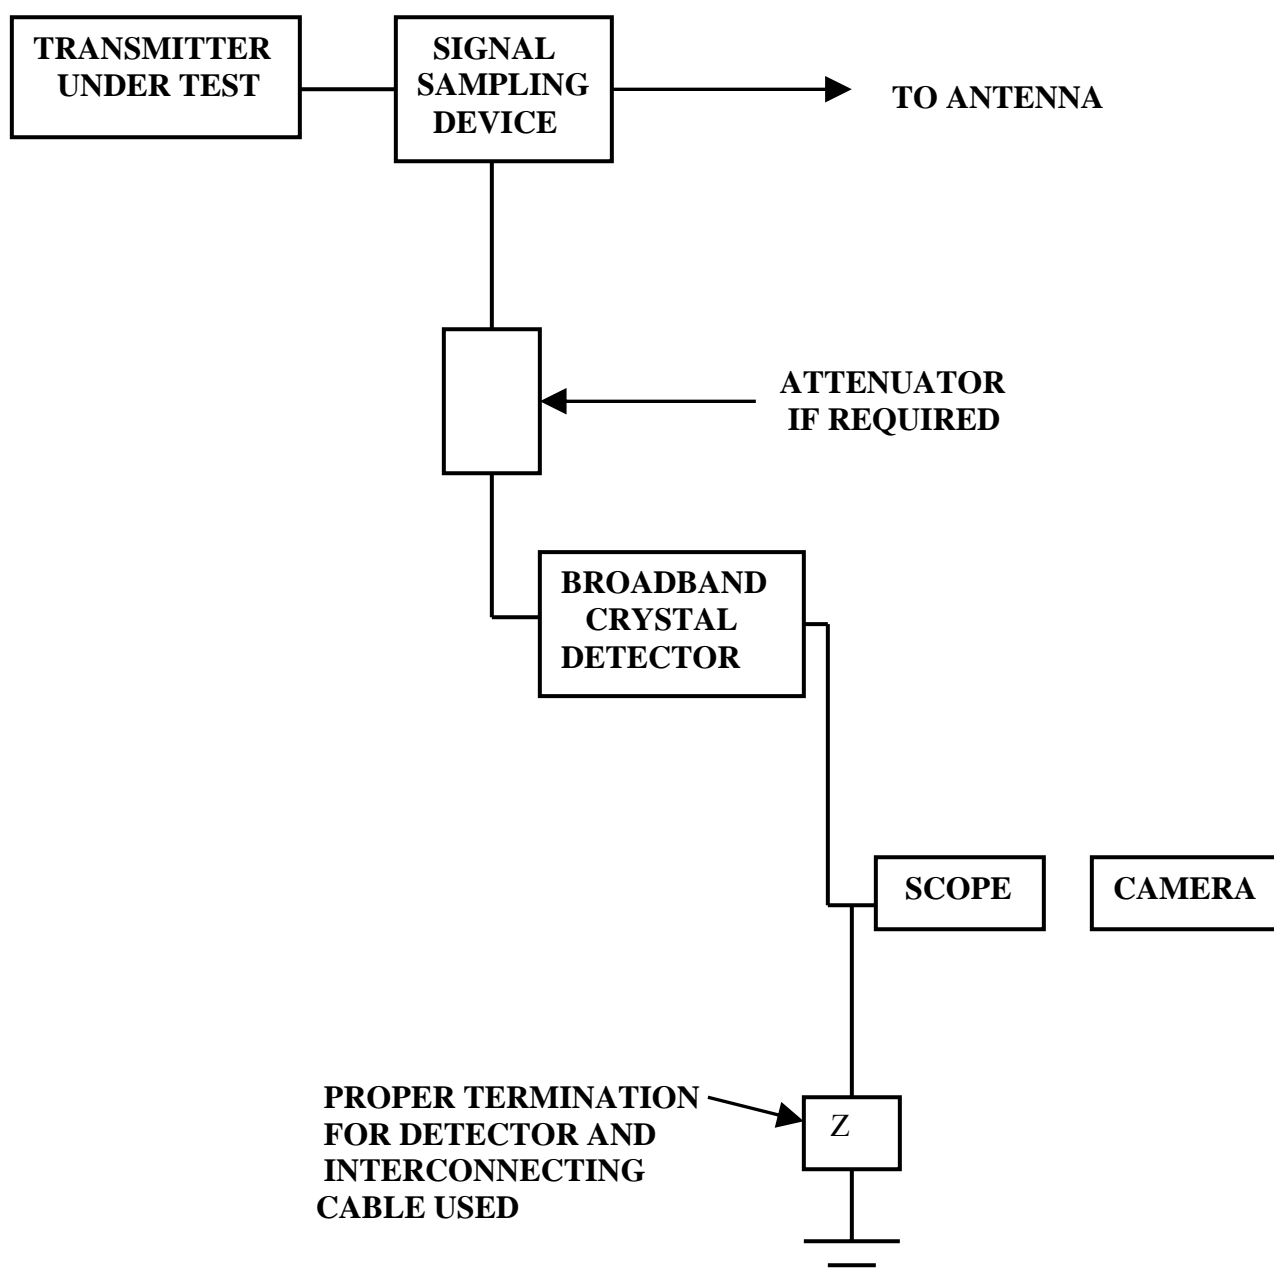 TRANSMITTER
UNDER TEST
SIGNAL
SAMPLING
DEVICE
TO ANTENNA
ATTENUATOR
IF REQUIRED
BROADBAND
CRYSTAL
DETECTOR
SCOPE
CAMERA
PROPER TERMINATION
FOR DETECTOR AND
INTERCONNECTING
CABLE USED
Z